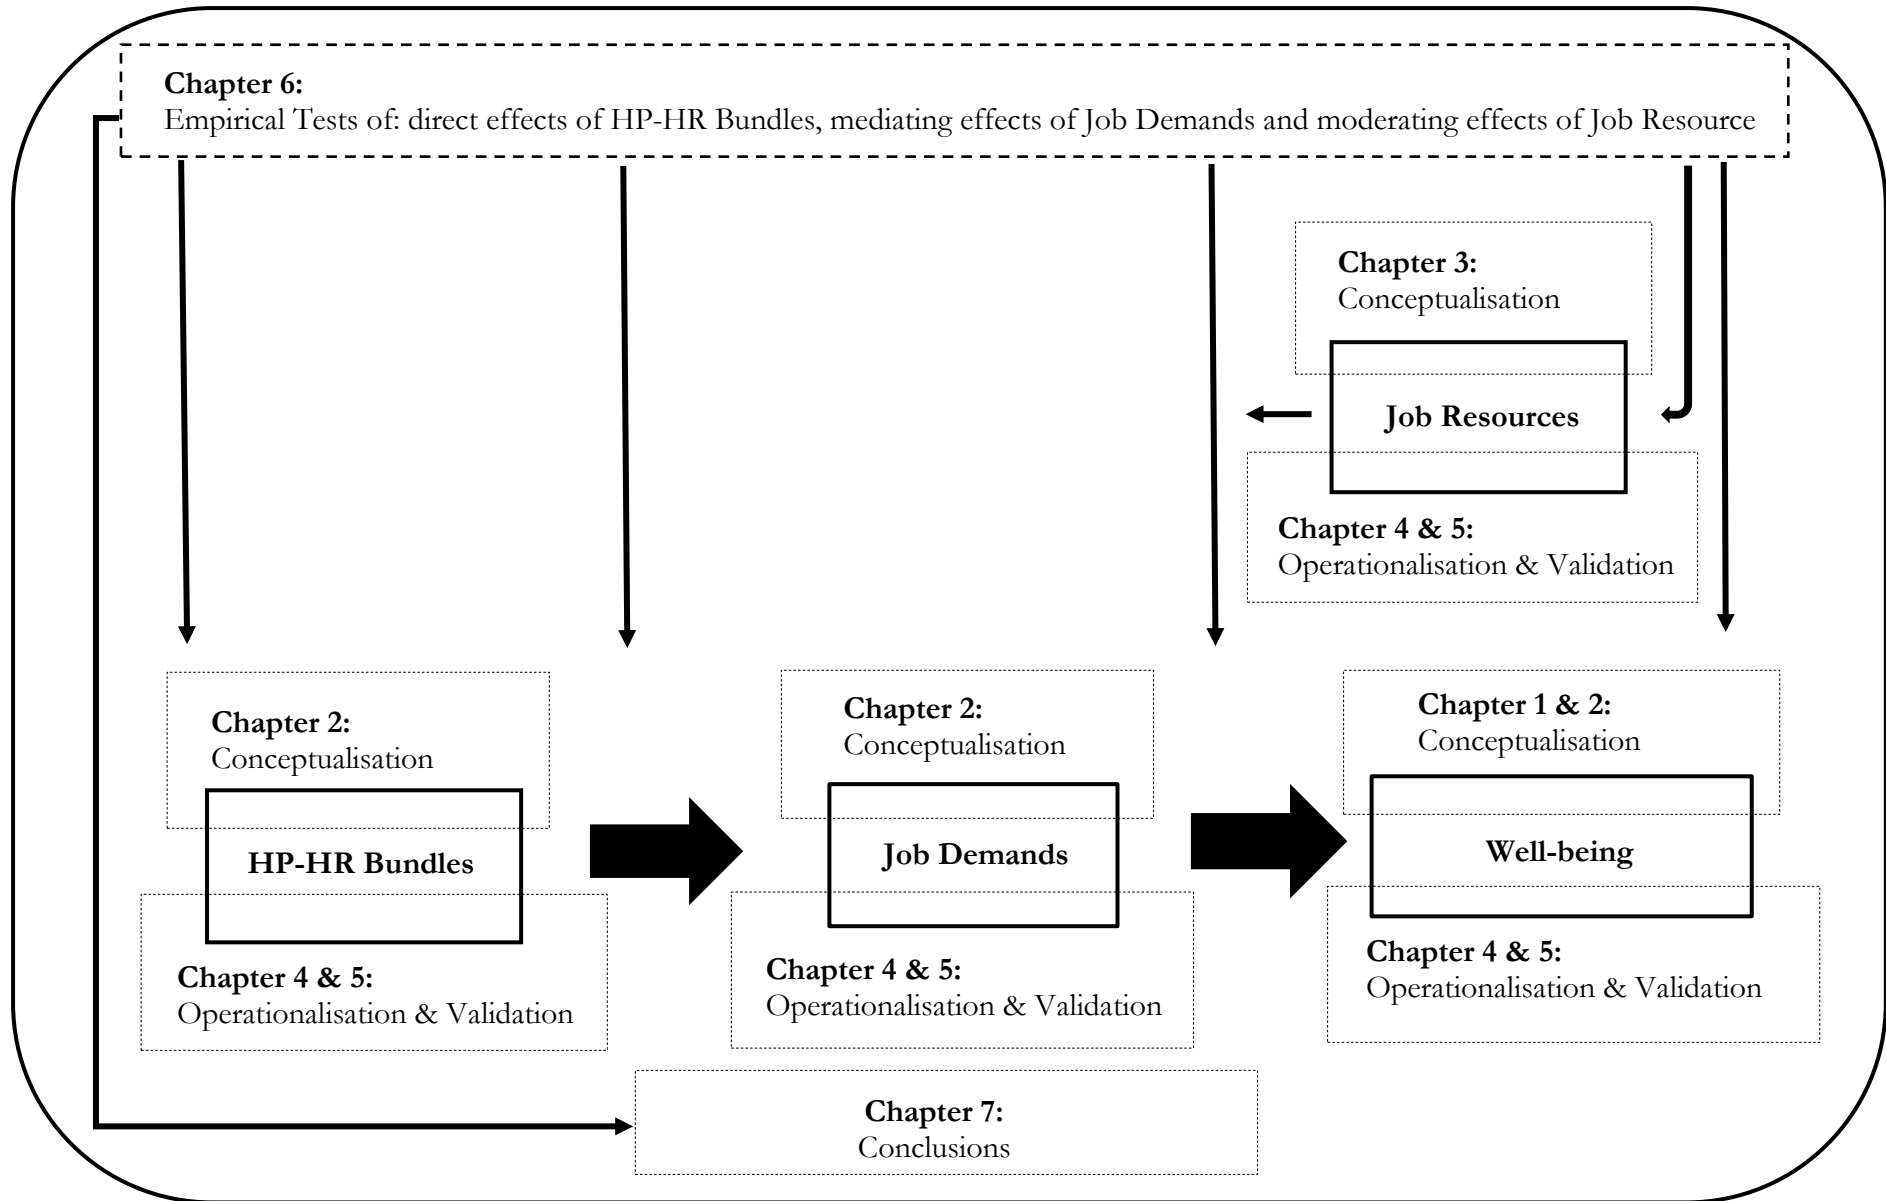 Chapter 6:
Empirical Tests of: direct effects of HP-HR Bundles, mediating effects of Job Demands and moderating effects of Job Resource
Chapter 3:
Conceptualisation
Job Resources
Chapter 4 & 5:
Operationalisation & Validation
Chapter 2:
Conceptualisation
HP-HR Bundles
Chapter 4 & 5:
Operationalisation & Validation
Chapter 2:
Conceptualisation
Job Demands
Chapter 4 & 5:
Operationalisation & Validation
Chapter 1 & 2:
Conceptualisation
Well-being
Chapter 4 & 5:
Operationalisation & Validation
Chapter 7:
Conclusions